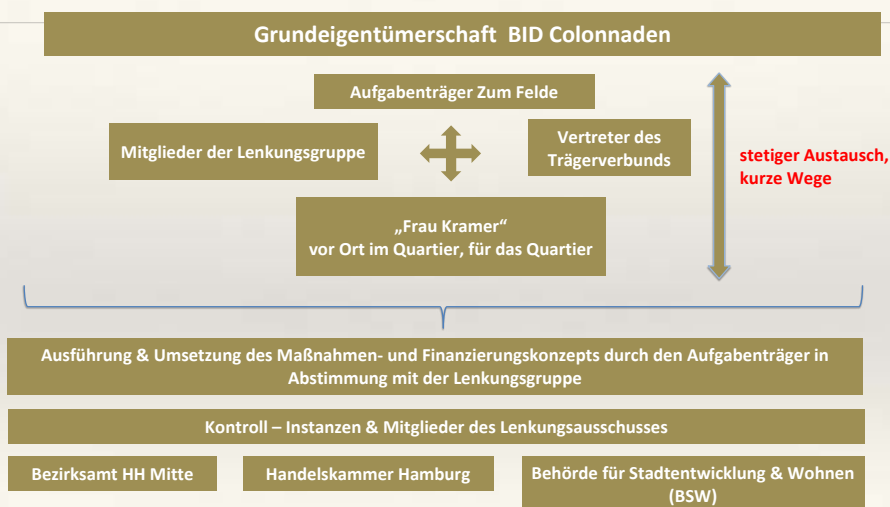 Grundeigentümerschaft BID Colonnaden
Aufgabenträger Zum Felde
Mitglieder der Lenkungsgruppe
Vertreter des
Trägerverbunds
stetiger Austausch,
kurze Wege
„Frau Kramer“
vor Ort im Quartier, für das Quartier
Ausführung & Umsetzung des Maßnahmen- und Finanzierungskonzepts durch den Aufgabenträger in
Abstimmung mit der Lenkungsgruppe
Kontroll – Instanzen & Mitglieder des Lenkungsausschusses
Bezirksamt HH Mitte
Handelskammer Hamburg
Behörde für Stadtentwicklung & Wohnen
(BSW)